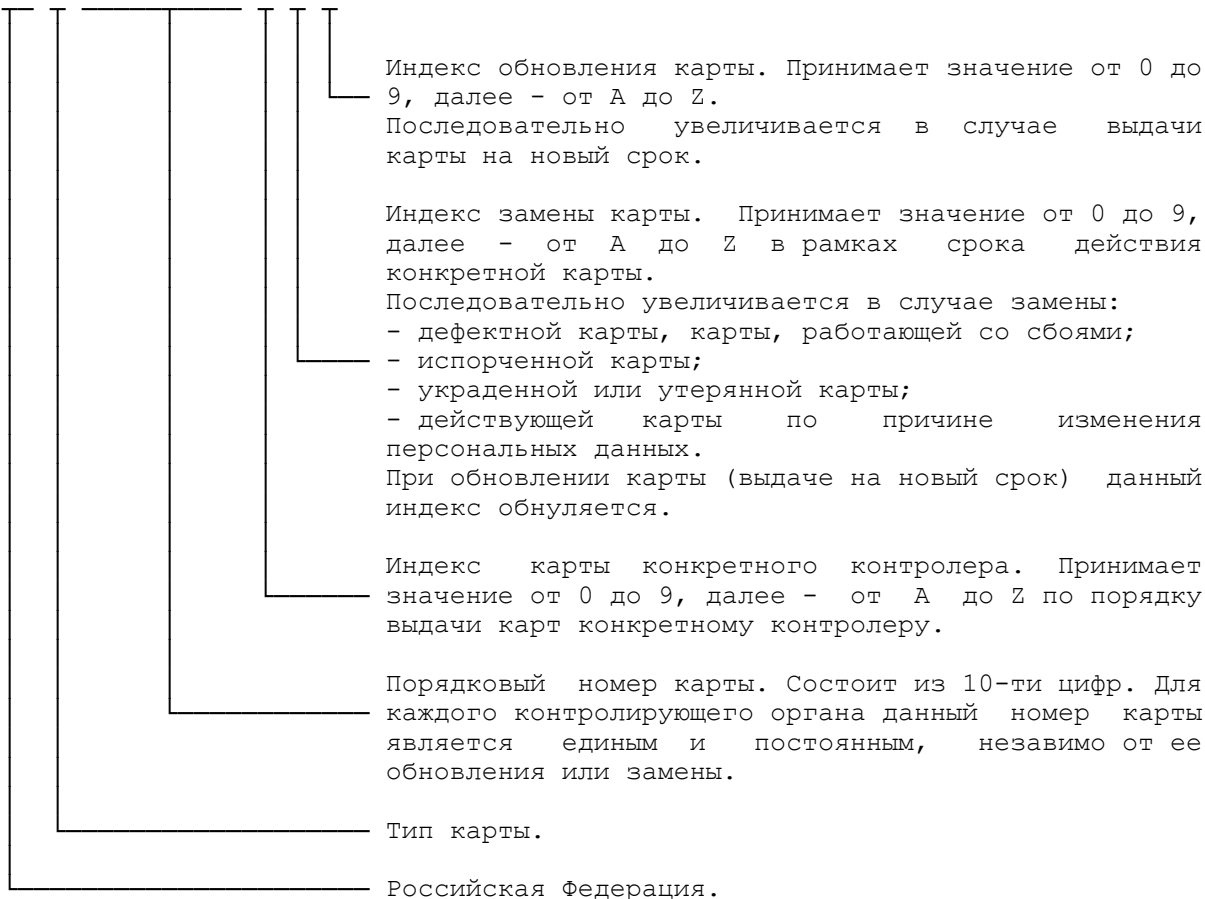 Индекс обновления карты. Принимает значение от 0 до
9, далее - от A до Z.
Последовательно увеличивается в случае выдачи
карты на новый срок.
Индекс замены карты. Принимает значение от 0 до 9,
далее - от A до Z в рамках срока действия
конкретной карты.
Последовательно увеличивается в случае замены:
- дефектной карты, карты, работающей со сбоями;
- испорченной карты;
- украденной или утерянной карты;
- действующей карты по причине изменения
персональных данных.
При обновлении карты (выдаче на новый срок) данный
индекс обнуляется.
Индекс карты конкретного контролера. Принимает
значение от 0 до 9, далее - от A до Z по порядку
выдачи карт конкретному контролеру.
Порядковый номер карты. Состоит из 10-ти цифр. Для
каждого контролирующего органа данный номер карты
является единым и постоянным, незавимо от ее
обновления или замены.
Тип карты.
Российская Федерация.